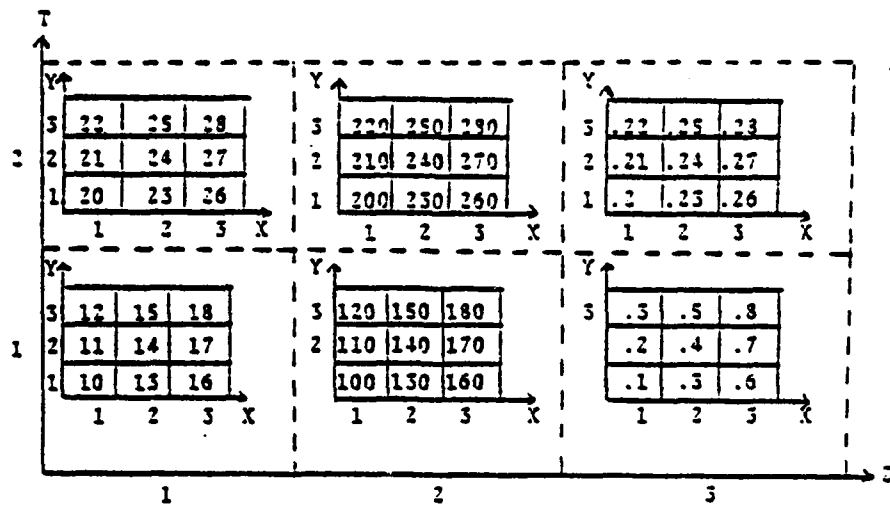 T
Y Y Y
3 22 25 28 3 220 250 280 3 .22 .25 .28
2 2 21 24 27 2 210 240 270 2 .21 .24 .27
1 20 23 26 1 200 230 260 1 .2 .23 .26
1 2 3 X 1 2 3 X 1 2 3 X
Y Y Y
3 12 15 18 3 120 150 180 3 .3 .5 .8
1 2 11 14 17 2 110 140 170 .2 .4 .7
1 10 13 16 100 130 160 .1 .3 .6
1 2 3 X 1 2 3 X 1 2 3 X
1 2 3